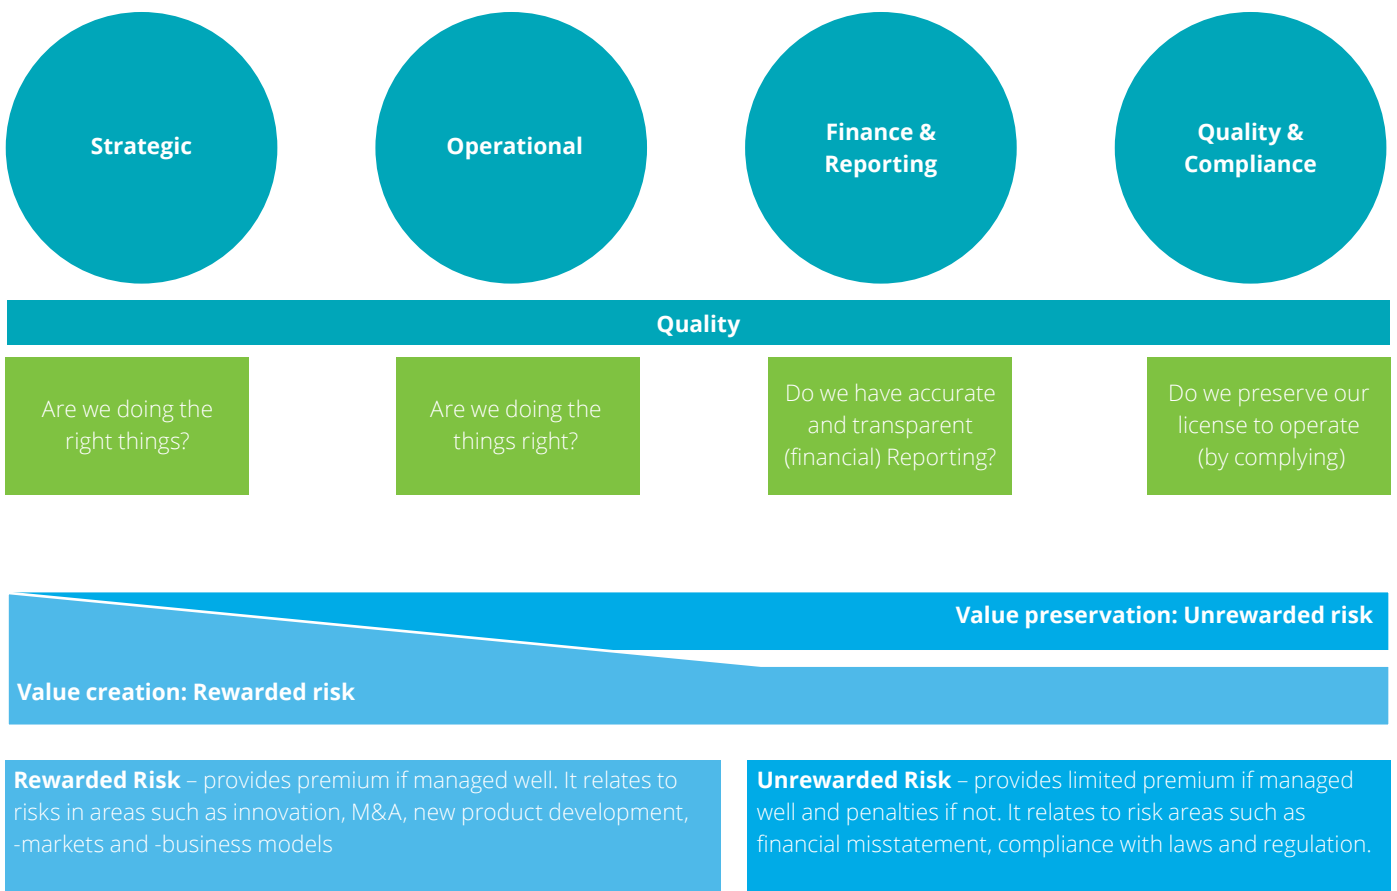 Strategic
Operational
Finance &
Reporting
Quality &
Compliance
Quality
Are we doing the
right things?
Are we doing the
things right?
Do we have accurate
and transparent
(financial) Reporting?
Do we preserve our
license to operate
(by complying)
Value preservation: Unrewarded risk
Value creation: Rewarded risk
Rewarded Risk – provides premium if managed well. It relates to
risks in areas such as innovation, M&A, new product development,
-markets and -business models
Unrewarded Risk – provides limited premium if managed
well and penalties if not. It relates to risk areas such as
financial misstatement, compliance with laws and regulation.